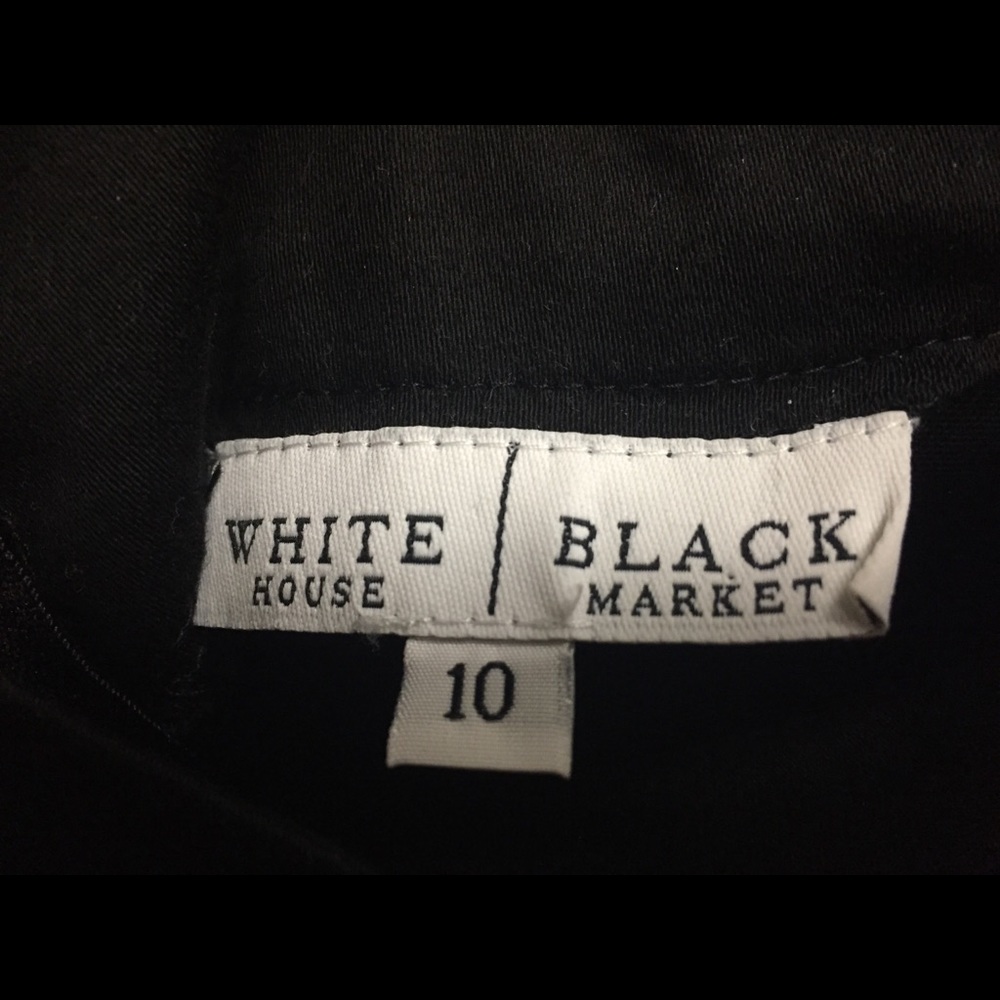 WHITE | BLACK
HOUSE | MARKET
10